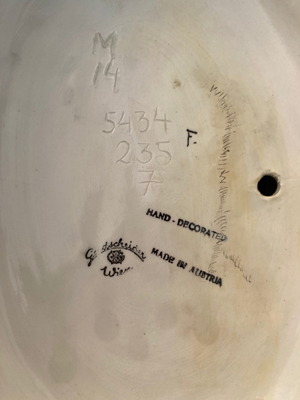 M
14
5434
235
7
F.
HAND-DECORATED
MADE IN AUSTRIA
Goldscheider
Wien